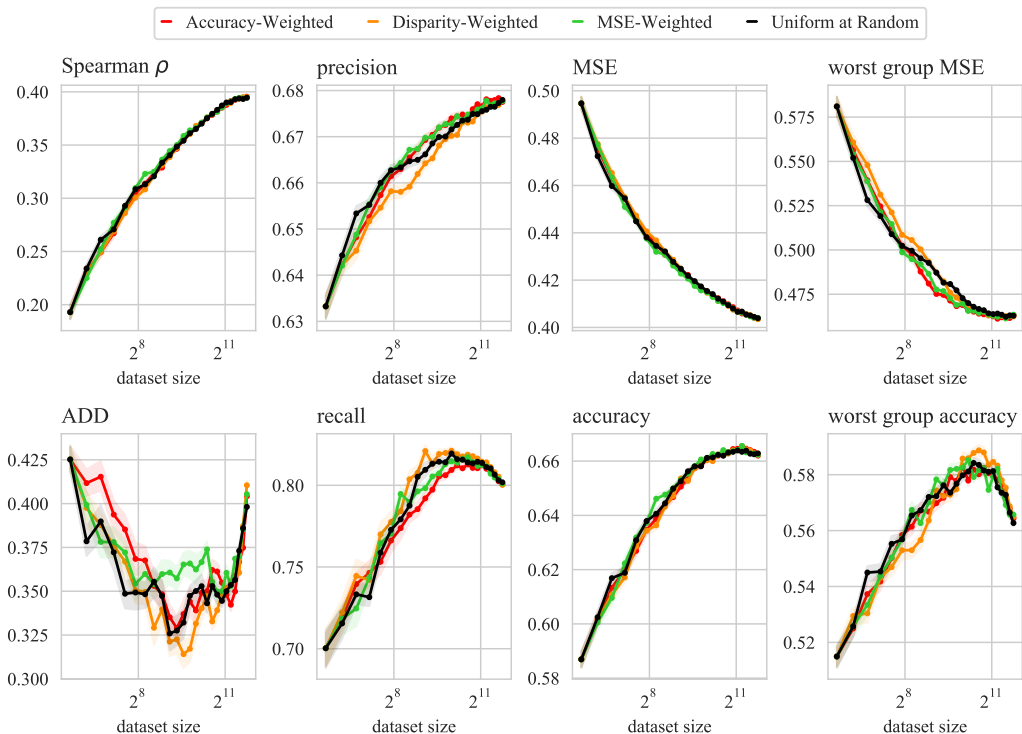 Accuracy-Weighted Disparity-Weighted MSE-Weighted Uniform at Random
Spearman ρ
0.40
0.35
0.30
0.25
0.20
2^8 2^11
dataset size
precision
0.68
0.67
0.66
0.65
0.64
0.63
2^8 2^11
dataset size
MSE
0.50
0.48
0.46
0.44
0.42
0.40
2^8 2^11
dataset size
worst group MSE
0.575
0.550
0.525
0.500
0.475
2^8 2^11
dataset size
ADD
0.425
0.400
0.375
0.350
0.325
0.300
2^8 2^11
dataset size
recall
0.80
0.75
0.70
2^8 2^11
dataset size
accuracy
0.66
0.64
0.62
0.60
0.58
2^8 2^11
dataset size
worst group accuracy
0.58
0.56
0.54
0.52
2^8 2^11
dataset size